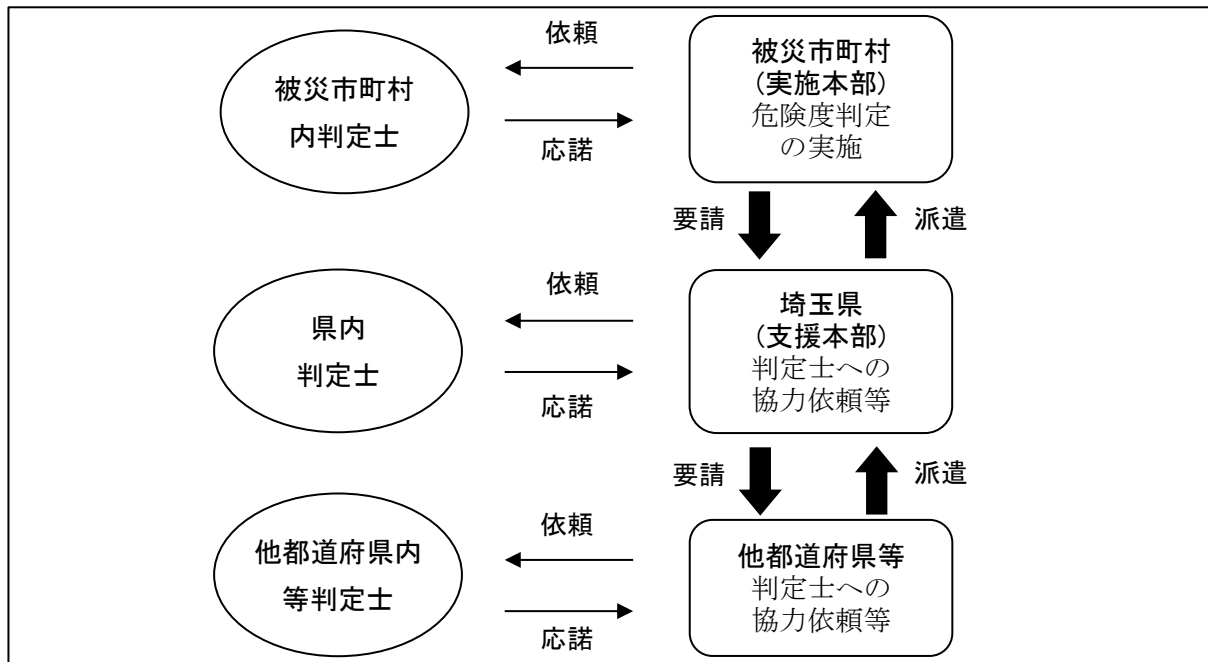 依頼
被災市町村
内判定士
応諾
被災市町村
(実施本部)
危険度判定
の実施
要請
派遣
依頼
県内
判定士
応諾
埼玉県
(支援本部)
判定士への
協力依頼等
要請
派遣
依頼
他都道府県内
等判定士
応諾
他都道府県等
判定士への
協力依頼等